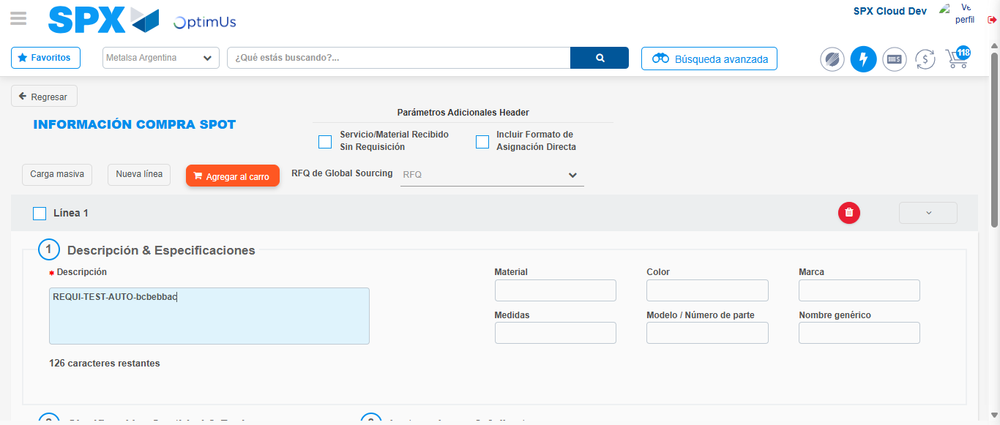 SPX
OptimUs
SPX Cloud Dev
Ve
perfil
Favoritos
Metalsa Argentina
¿Qué estás buscando?...
Búsqueda avanzada
118
Regresar
INFORMACIÓN COMPRA SPOT
Parámetros Adicionales Header
Servicio/Material Recibido
Sin Requisición
Incluir Formato de
Asignación Directa
Carga masiva
Nueva línea
Agregar al carro
RFQ de Global Sourcing
RFQ
Línea 1
1
Descripción & Especificaciones
* Descripción
REQUI-TEST-AUTO-bcbebbac
126 caracteres restantes
Material
Color
Marca
Medidas
Modelo / Número de parte
Nombre genérico